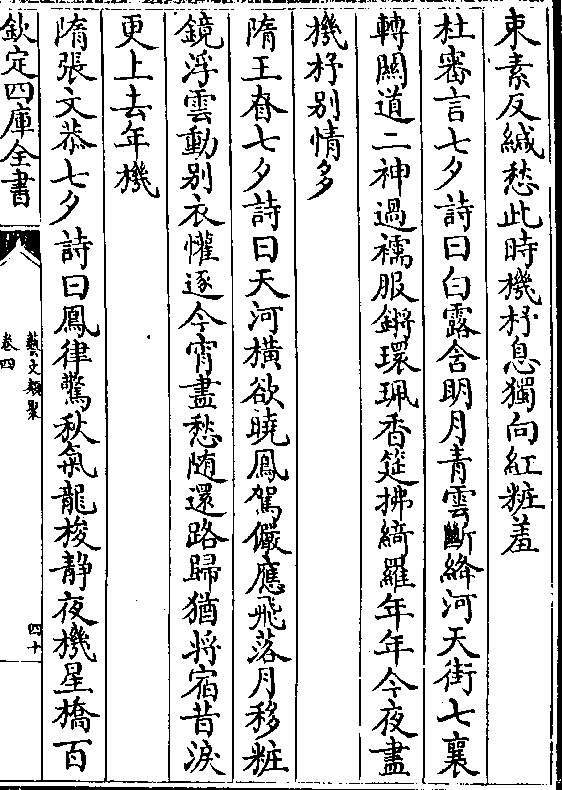 束素反緘愁此時機杼息獨向紅粧羞
杜審言七夕詩曰白露含明月青雲斷絳河天街七襄
轉闗道二神過襦服鏘環珮香筵拂綺羅年年今夜盡
機杼别情多
隋王眘七夕詩曰天河横欲曉鳳駕儼應飛落月移粧
鏡浮雲動别衣懽逐今宵盡愁随還路歸猶將宿昔淚
更上去年機
隋張文恭七夕詩曰鳳律驚秋氣龍梭静夜機星橋百
欽定四庫全書
藝文類聚
卷四
四十